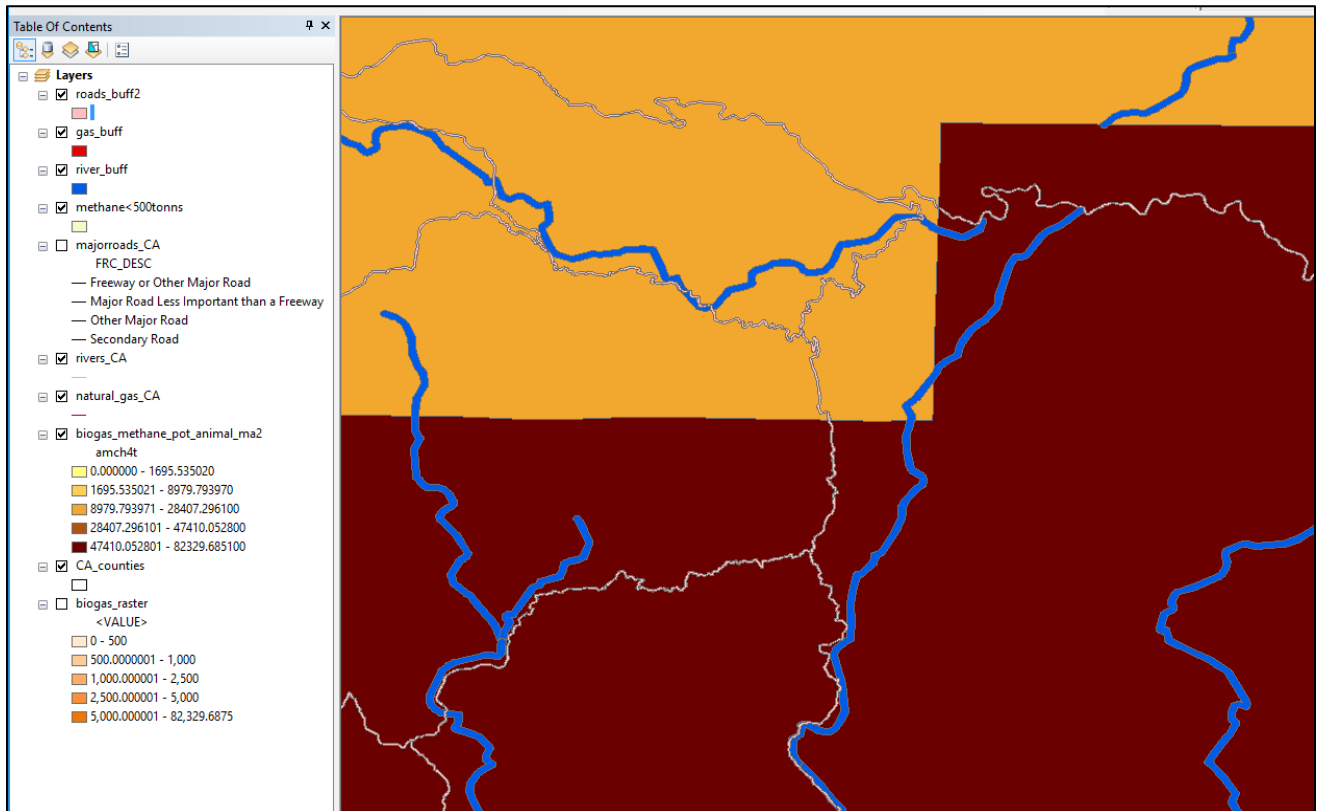 Table Of Contents
Layers
roads_buff2
gas_buff
river_buff
methane<500tonns
majorroads_CA
FRC_DESC
Freeway or Other Major Road
Major Road Less Important than a Freeway
Other Major Road
Secondary Road
rivers_CA
natural_gas_CA
biogas_methane_pot_animal_ma2
amch4t
0.000000 - 1695.535020
1695.535021 - 8979.793970
8979.793971 - 28407.296100
28407.296101 - 47410.052800
47410.052801 - 82329.685100
CA_counties
biogas_raster
<VALUE>
0 - 500
500.0000001 - 1,000
1,000.000001 - 2,500
2,500.000001 - 5,000
5,000.000001 - 82,329.6875